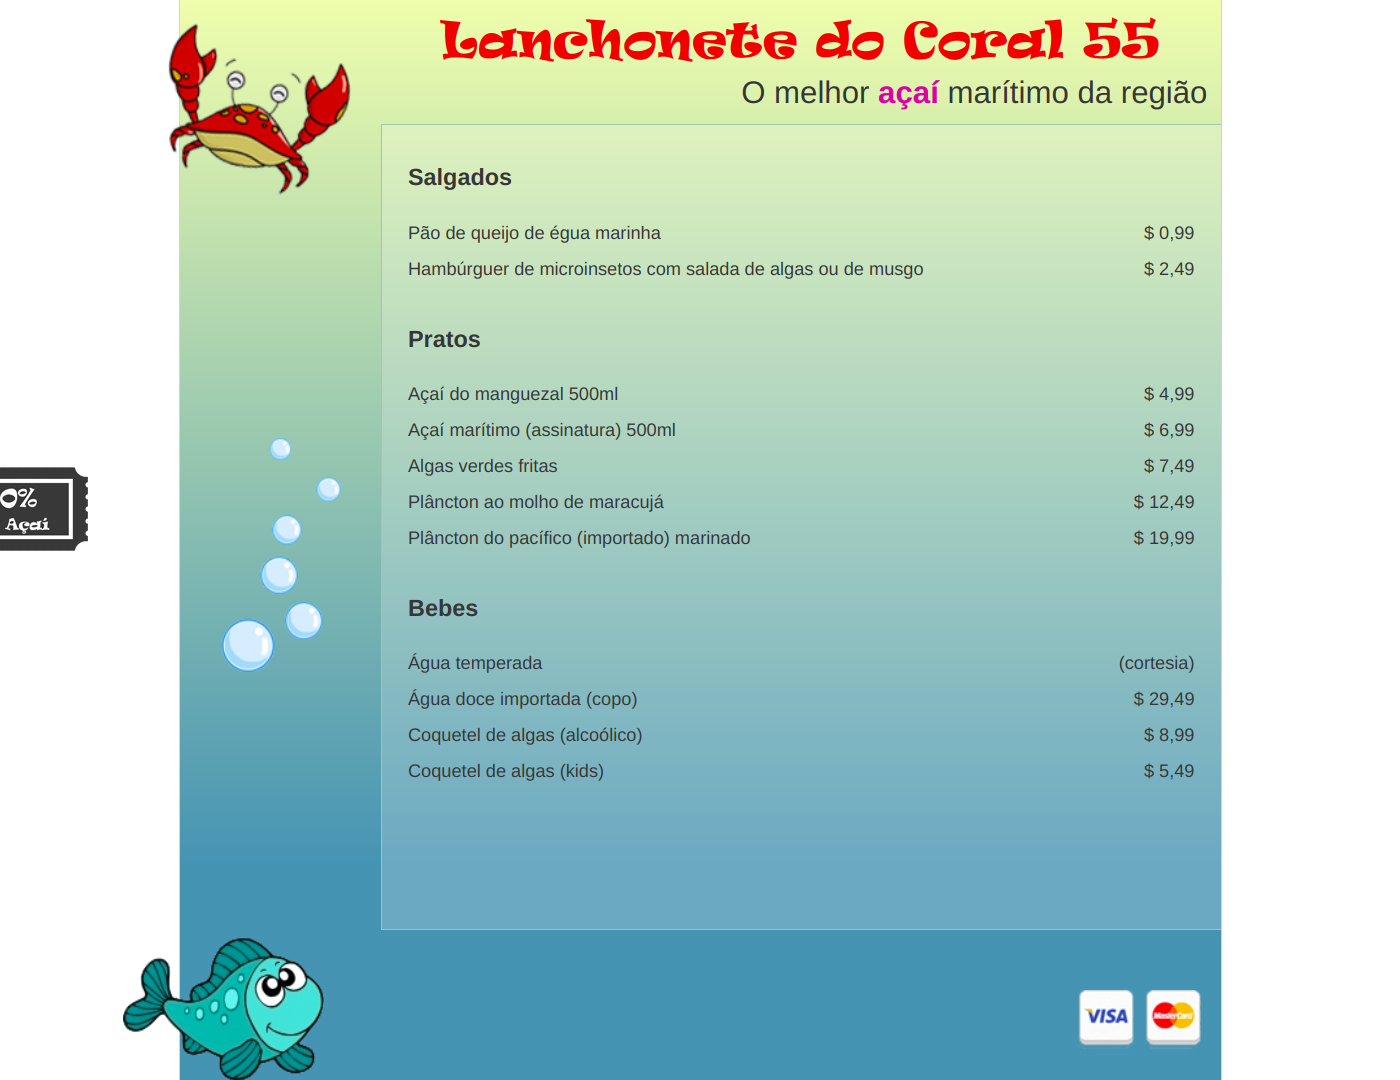 Lanchonete do Coral 55
O melhor açaí marítimo da região
Salgados
Pão de queijo de égua marinha $ 0,99
Hambúrguer de microinsetos com salada de algas ou de musgo $ 2,49
Pratos
Açaí do manguezal 500ml $ 4,99
Açaí marítimo (assinatura) 500ml $ 6,99
Algas verdes fritas $ 7,49
Plâncton ao molho de maracujá $ 12,49
Plâncton do pacífico (importado) marinado $ 19,99
Bebes
Água temperada (cortesia)
Água doce importada (copo) $ 29,49
Coquetel de algas (alcoólico) $ 8,99
Coquetel de algas (kids) $ 5,49
0%
Açaí
VISA MasterCard